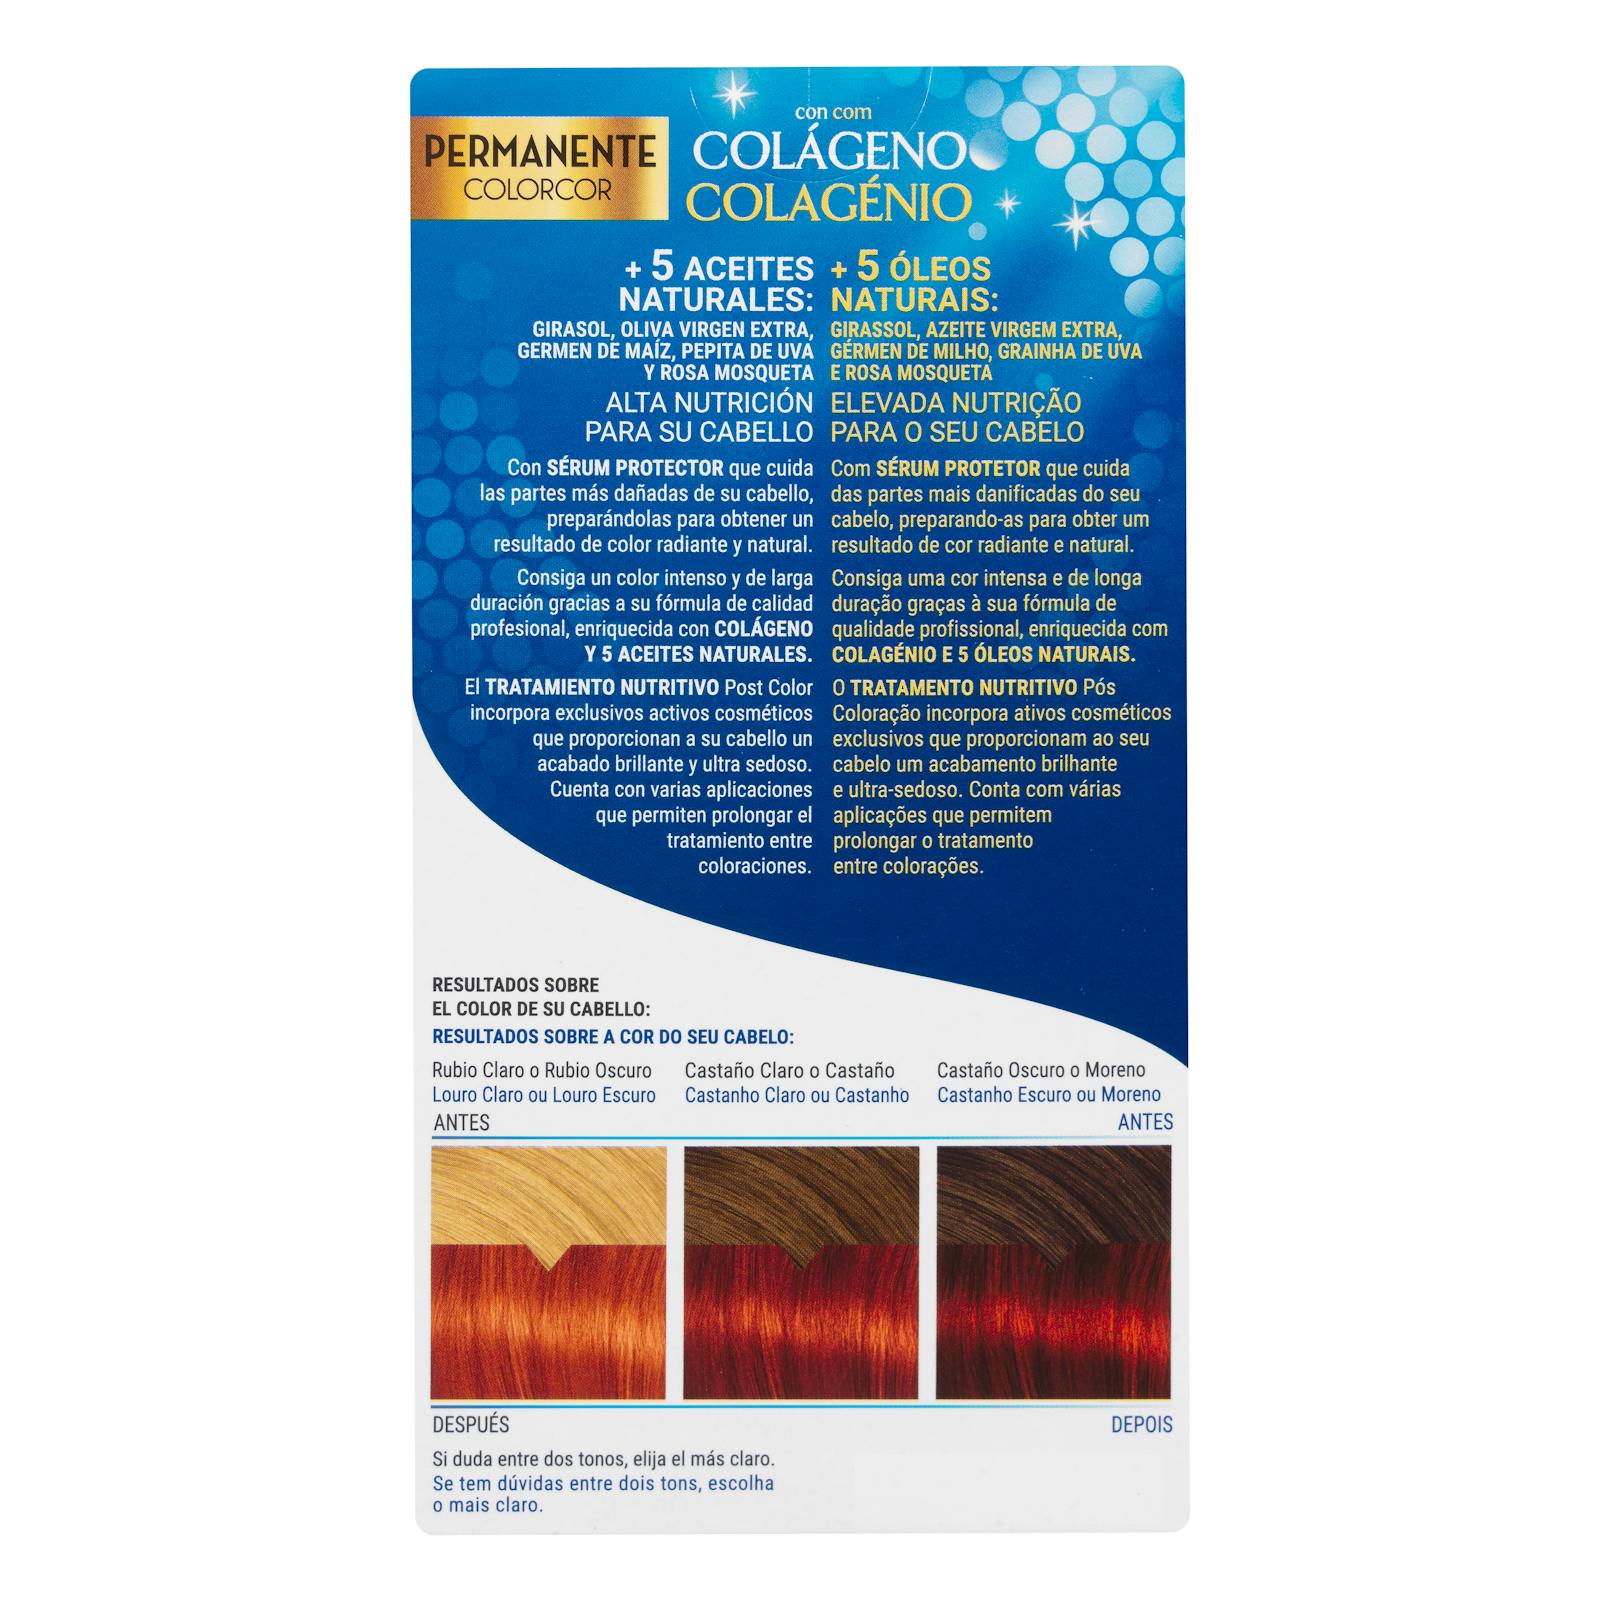 PERMANENTE
COLORCOR
con com
COLÁGENO
COLAGÉNIO
+ 5 ACEITES
NATURALES:
GIRASOL, OLIVA VIRGEN EXTRA,
GERMEN DE MAÍZ, PEPITA DE UVA
Y ROSA MOSQUETA
ALTA NUTRICIÓN
PARA SU CABELLO
Con SÉRUM PROTECTOR que cuida
las partes más dañadas de su cabello,
preparándolas para obtener un
resultado de color radiante y natural.
Consiga un color intenso y de larga
duración gracias a su fórmula de calidad
profesional, enriquecida con COLÁGENO
Y 5 ACEITES NATURALES.
El TRATAMIENTO NUTRITIVO Post Color
incorpora exclusivos activos cosméticos
que proporcionan a su cabello un
acabado brillante y ultra sedoso.
Cuenta con varias aplicaciones
que permiten prolongar el
tratamiento entre
coloraciones.
+ 5 ÓLEOS
NATURAIS:
GIRASSOL, AZEITE VIRGEM EXTRA,
GÉRMEN DE MILHO, GRAINHA DE UVA
E ROSA MOSQUETA
ELEVADA NUTRIÇÃO
PARA O SEU CABELO
Com SÉRUM PROTETOR que cuida
das partes mais danificadas do seu
cabelo, preparando-as para obter um
resultado de cor radiante e natural.
Consiga uma cor intensa e de longa
duração graças à sua fórmula de
qualidade profissional, enriquecida com
COLAGÉNIO E 5 ÓLEOS NATURAIS.
O TRATAMENTO NUTRITIVO Pós
Coloração incorpora ativos cosméticos
exclusivos que proporcionam ao seu
cabelo um acabamento brilhante
e ultra-sedoso. Conta com várias
aplicações que permitem
prolongar o tratamento
entre colorações.
RESULTADOS SOBRE
EL COLOR DE SU CABELLO:
RESULTADOS SOBRE A COR DO SEU CABELO:
Rubio Claro o Rubio Oscuro
Louro Claro ou Louro Escuro
Castaño Claro o Castaño
Castanho Claro ou Castanho
Castaño Oscuro o Moreno
Castanho Escuro ou Moreno
ANTES
ANTES
DESPUÉS
DEPOIS
Si duda entre dos tonos, elija el más claro.
Se tem dúvidas entre dois tons, escolha
o mais claro.